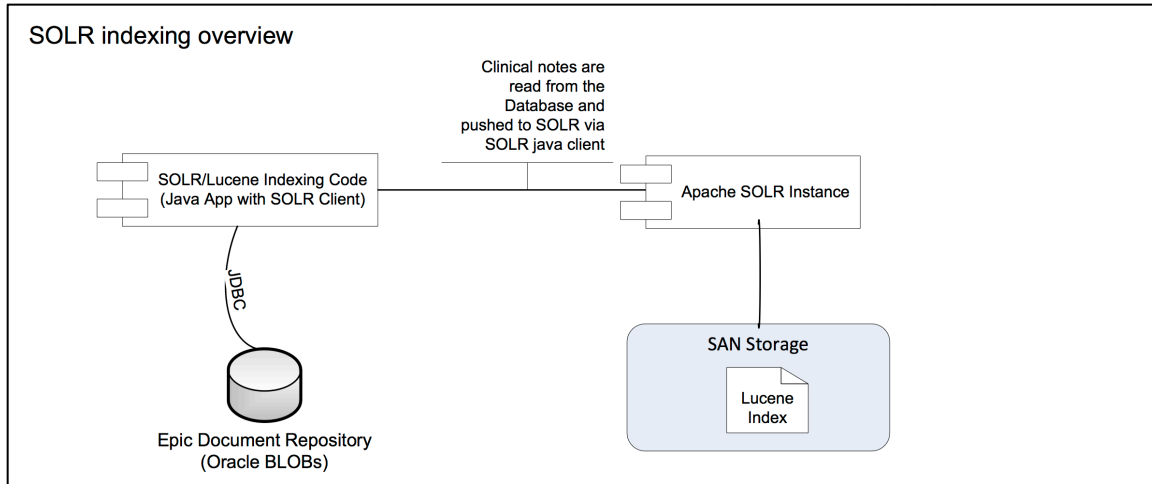 SOLR indexing overview
Clinical notes are
read from the
Database and
pushed to SOLR via
SOLR java client
SOLR/Lucene Indexing Code
(Java App with SOLR Client)
Apache SOLR Instance
JDBC
SAN Storage
Lucene
Index
Epic Document Repository
(Oracle BLOBs)